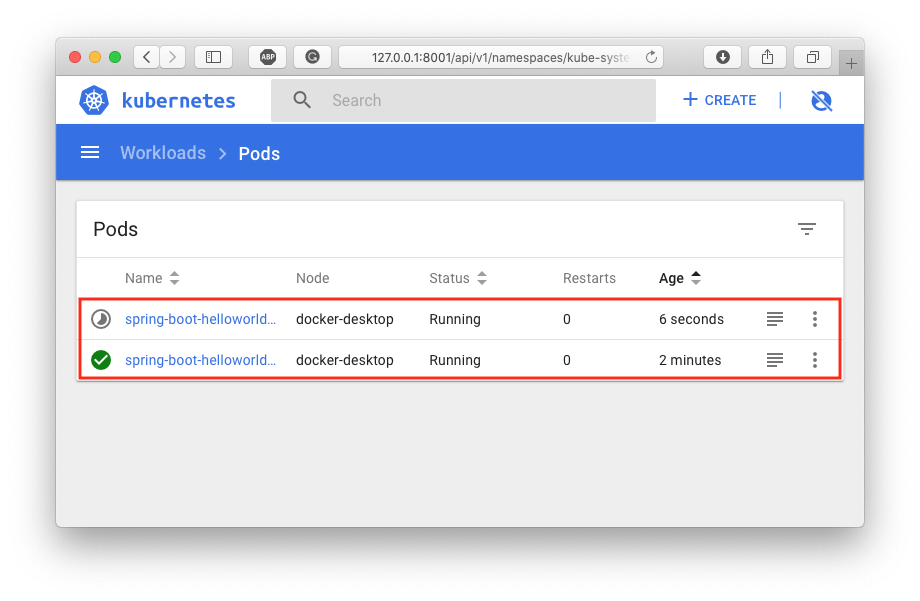 ABP
127.0.0.1:8001/api/v1/namespaces/kube-syste
kubernetes
Search
+ CREATE
Workloads > Pods
Pods
Name Node Status Restarts Age
spring-boot-helloworld... docker-desktop Running 0 6 seconds
spring-boot-helloworld... docker-desktop Running 0 2 minutes